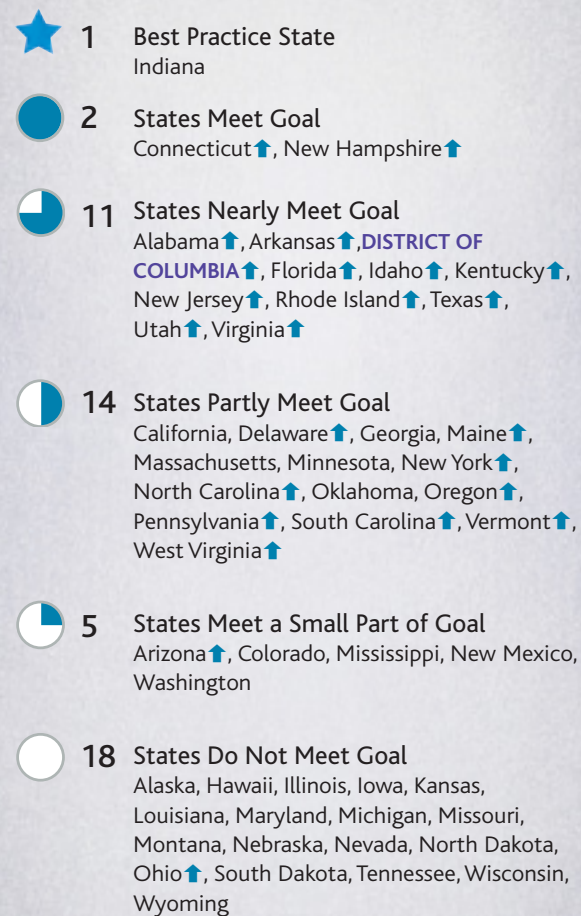 1 Best Practice State
Indiana
2 States Meet Goal
Connecticut⬆, New Hampshire⬆
11 States Nearly Meet Goal
Alabama⬆, Arkansas⬆,DISTRICT OF
COLUMBIA⬆, Florida⬆, Idaho⬆, Kentucky⬆,
New Jersey⬆, Rhode Island⬆, Texas⬆,
Utah⬆, Virginia⬆
14 States Partly Meet Goal
California, Delaware⬆, Georgia, Maine⬆,
Massachusetts, Minnesota, New York⬆,
North Carolina⬆, Oklahoma, Oregon⬆,
Pennsylvania⬆, South Carolina⬆, Vermont⬆,
West Virginia⬆
5 States Meet a Small Part of Goal
Arizona⬆, Colorado, Mississippi, New Mexico,
Washington
18 States Do Not Meet Goal
Alaska, Hawaii, Illinois, Iowa, Kansas,
Louisiana, Maryland, Michigan, Missouri,
Montana, Nebraska, Nevada, North Dakota,
Ohio⬆, South Dakota, Tennessee, Wisconsin,
Wyoming